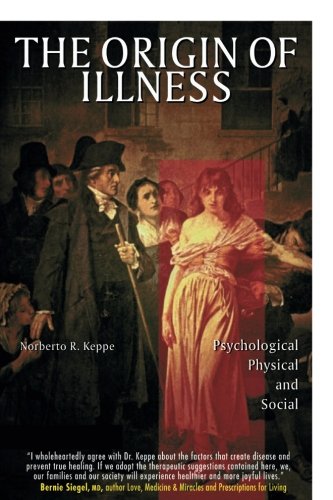 THE ORIGIN OF
ILLNESS
Norberto R. Keppe
Psychological
Physical
and
Social
"I wholeheartedly agree with Dr. Keppe about the factors that create disease and
prevent true healing. If we adopt the therapeutic suggestions contained here, we,
our families and our society will experience healthier and more joyful lives."
Bernie Siegel, MD, author Love, Medicine & Miracles and Prescriptions for Living